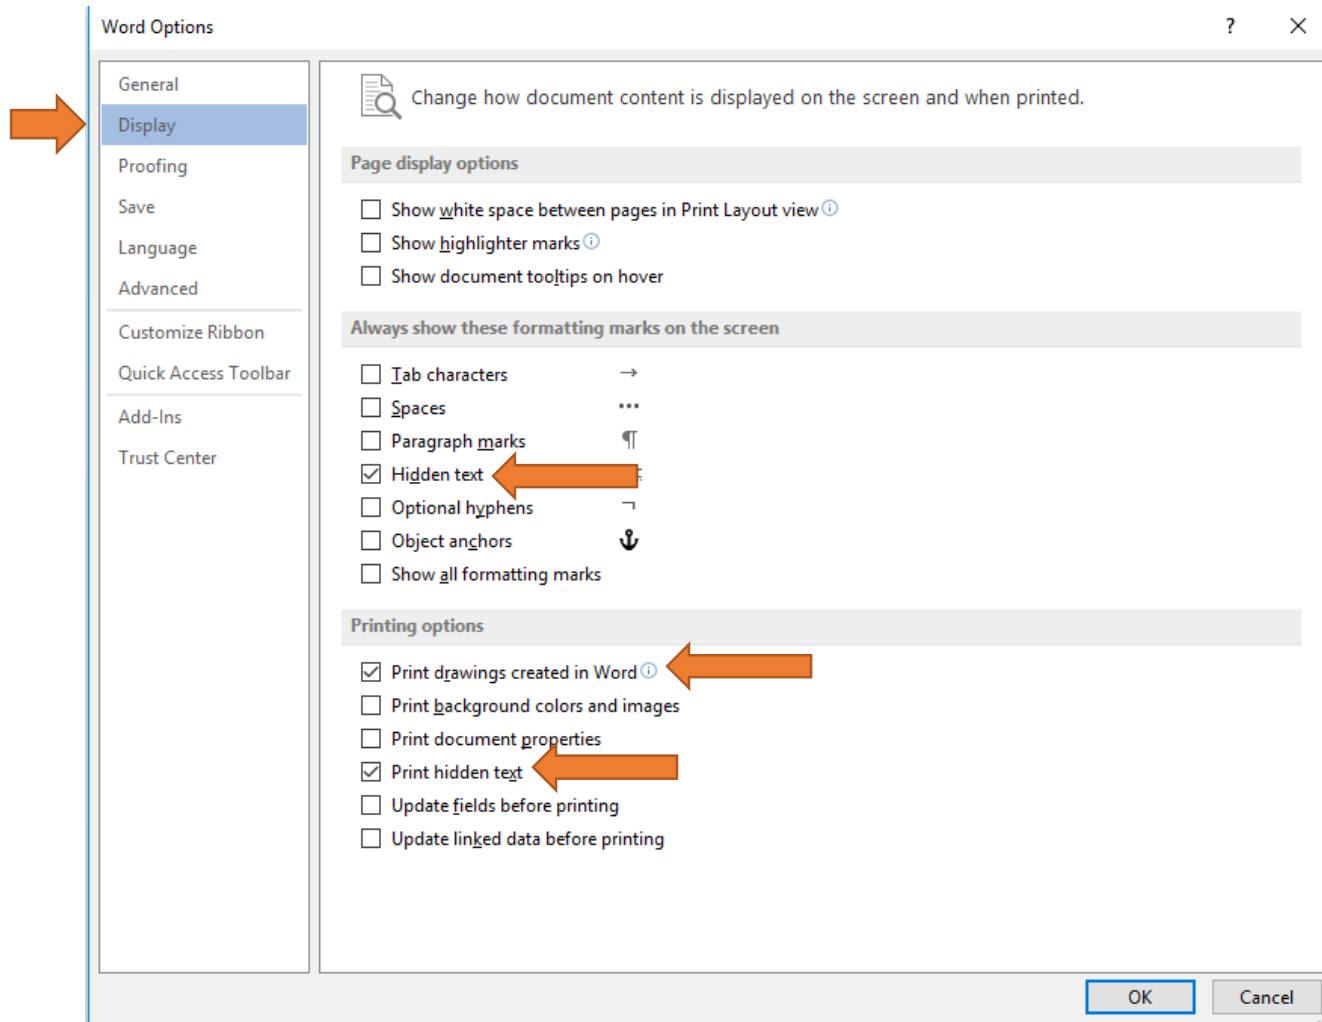 Word Options
?
General
Display
Proofing
Save
Language
Advanced
Customize Ribbon
Quick Access Toolbar
Add-Ins
Trust Center
Change how document content is displayed on the screen and when printed.
Page display options
Show white space between pages in Print Layout view
Show highlighter marks
Show document tooltips on hover
Always show these formatting marks on the screen
Tab characters →
Spaces •••
Paragraph marks ¶
Hidden text
Optional hyphens ¬
Object anchors
Show all formatting marks
Printing options
Print drawings created in Word
Print background colors and images
Print document properties
Print hidden text
Update fields before printing
Update linked data before printing
OK Cancel